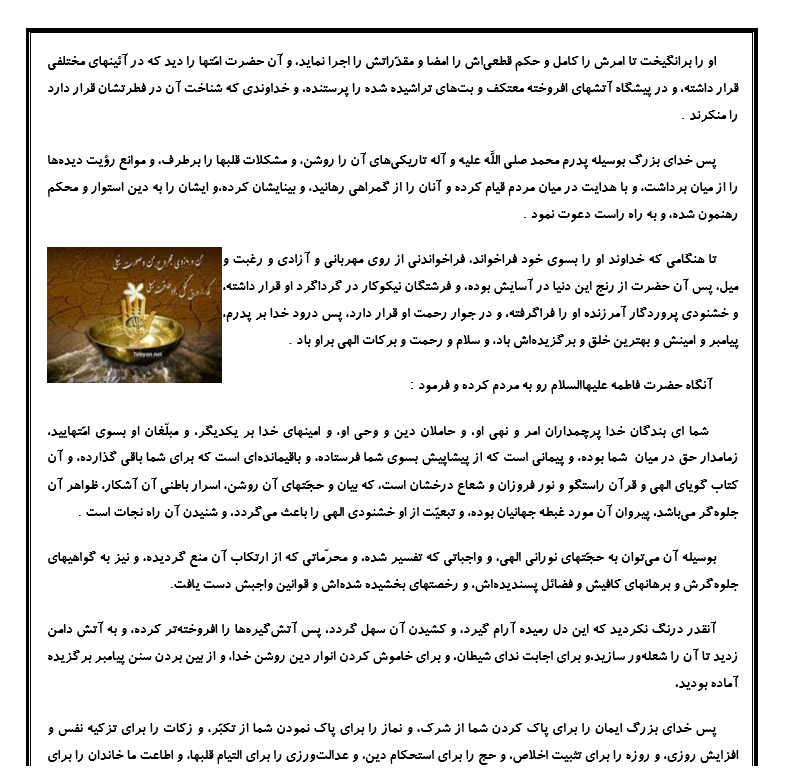 او را برانگیخت تا امرش را کامل و حکم قطعی‌اش را امضا و مقدّراتش را اجرا نماید، و آن حضرت امّتها را دید که در آئینهای مختلفی
قرار داشته، و در پیشگاه آتشهای افروخته معتکف و بت‌های تراشیده شده را پرستنده، و خداوندی که شناخت آن در فطرتشان قرار دارد
را منکرند .
پس خدای بزرگ بوسیله پدرم محمد صلی اللَّه علیه و آله تاریکی‌های آن را روشن، و مشکلات قلبها را برطرف، و موانع رؤیت دیده‌ها
را از میان برداشت، و با هدایت در میان مردم قیام کرده و آنان را از گمراهی رهانید، و بینایشان کرده،و ایشان را به دین استوار و محکم
رهنمون شده، و به راه راست دعوت نمود .
تا هنگامی که خداوند او را بسوی خود فراخواند، فراخواندنی از روی مهربانی و آزادی و رغبت و
میل، پس آن حضرت از رنج این دنیا در آسایش بوده، و فرشتگان نیکوکار در گرداگرد او قرار داشته،
و خشنودی پروردگار آمرزنده او را فراگرفته، و در جوار رحمت او قرار دارد، پس درود خدا بر پدرم،
پیامبر و امینش و بهترین خلق و برگزیده‌اش باد، و سلام و رحمت و برکات الهی براو باد .
Tebyan.net
آنگاه حضرت فاطمه علیهاالسلام رو به مردم کرده و فرمود :
شما ای بندگان خدا پرچمداران امر و نهی او، و حاملان دین و وحی او، و امینهای خدا بر یکدیگر، و مبلّغان او بسوی امّتهایید،
زمامدار حق در میان شما بوده، و پیمانی است که از پیشاپیش بسوی شما فرستاده، و باقیمانده‌ای است که برای شما باقی گذارده، و آن
کتاب گویای الهی و قرآن راستگو و نور فروزان و شعاع درخشان است، که بیان و حجّتهای آن روشن، اسرار باطنی آن آشکار، ظواهر آن
جلوه‌گر می‌باشد، پیروان آن مورد غبطه جهانیان بوده، و تبعیّت از او خشنودی الهی را باعث می‌گردد، و شنیدن آن راه نجات است .
بوسیله آن می‌توان به حجّتهای نورانی الهی، و واجباتی که تفسیر شده، و محرّماتی که از ارتکاب آن منع گردیده، و نیز به گواهیهای
جلوه‌گرش و برهانهای کافیش و فضائل پسندیده‌اش، و رخصتهای بخشیده شده‌اش و قوانین واجبش دست یافت.
آنقدر درنگ نکردید که این دل رمیده آرام گیرد، و کشیدن آن سهل گردد، پس آتش‌گیره‌ها را افروخته‌تر کرده، و به آتش دامن
زدید تا آن را شعله‌ور سازید،و برای اجابت ندای شیطان، و برای خاموش کردن انوار دین روشن خدا، و از بین بردن سنن پیامبر برگزیده
آماده بودید،
پس خدای بزرگ ایمان را برای پاک کردن شما از شرک، و نماز را برای پاک نمودن شما از تکبّر، و زکات را برای تزکیه نفس و
افزایش روزی، و روزه را برای تثبیت اخلاص، و حج را برای استحکام دین، و عدالت‌ورزی را برای التیام قلبها، و اطاعت ما خاندان را برای